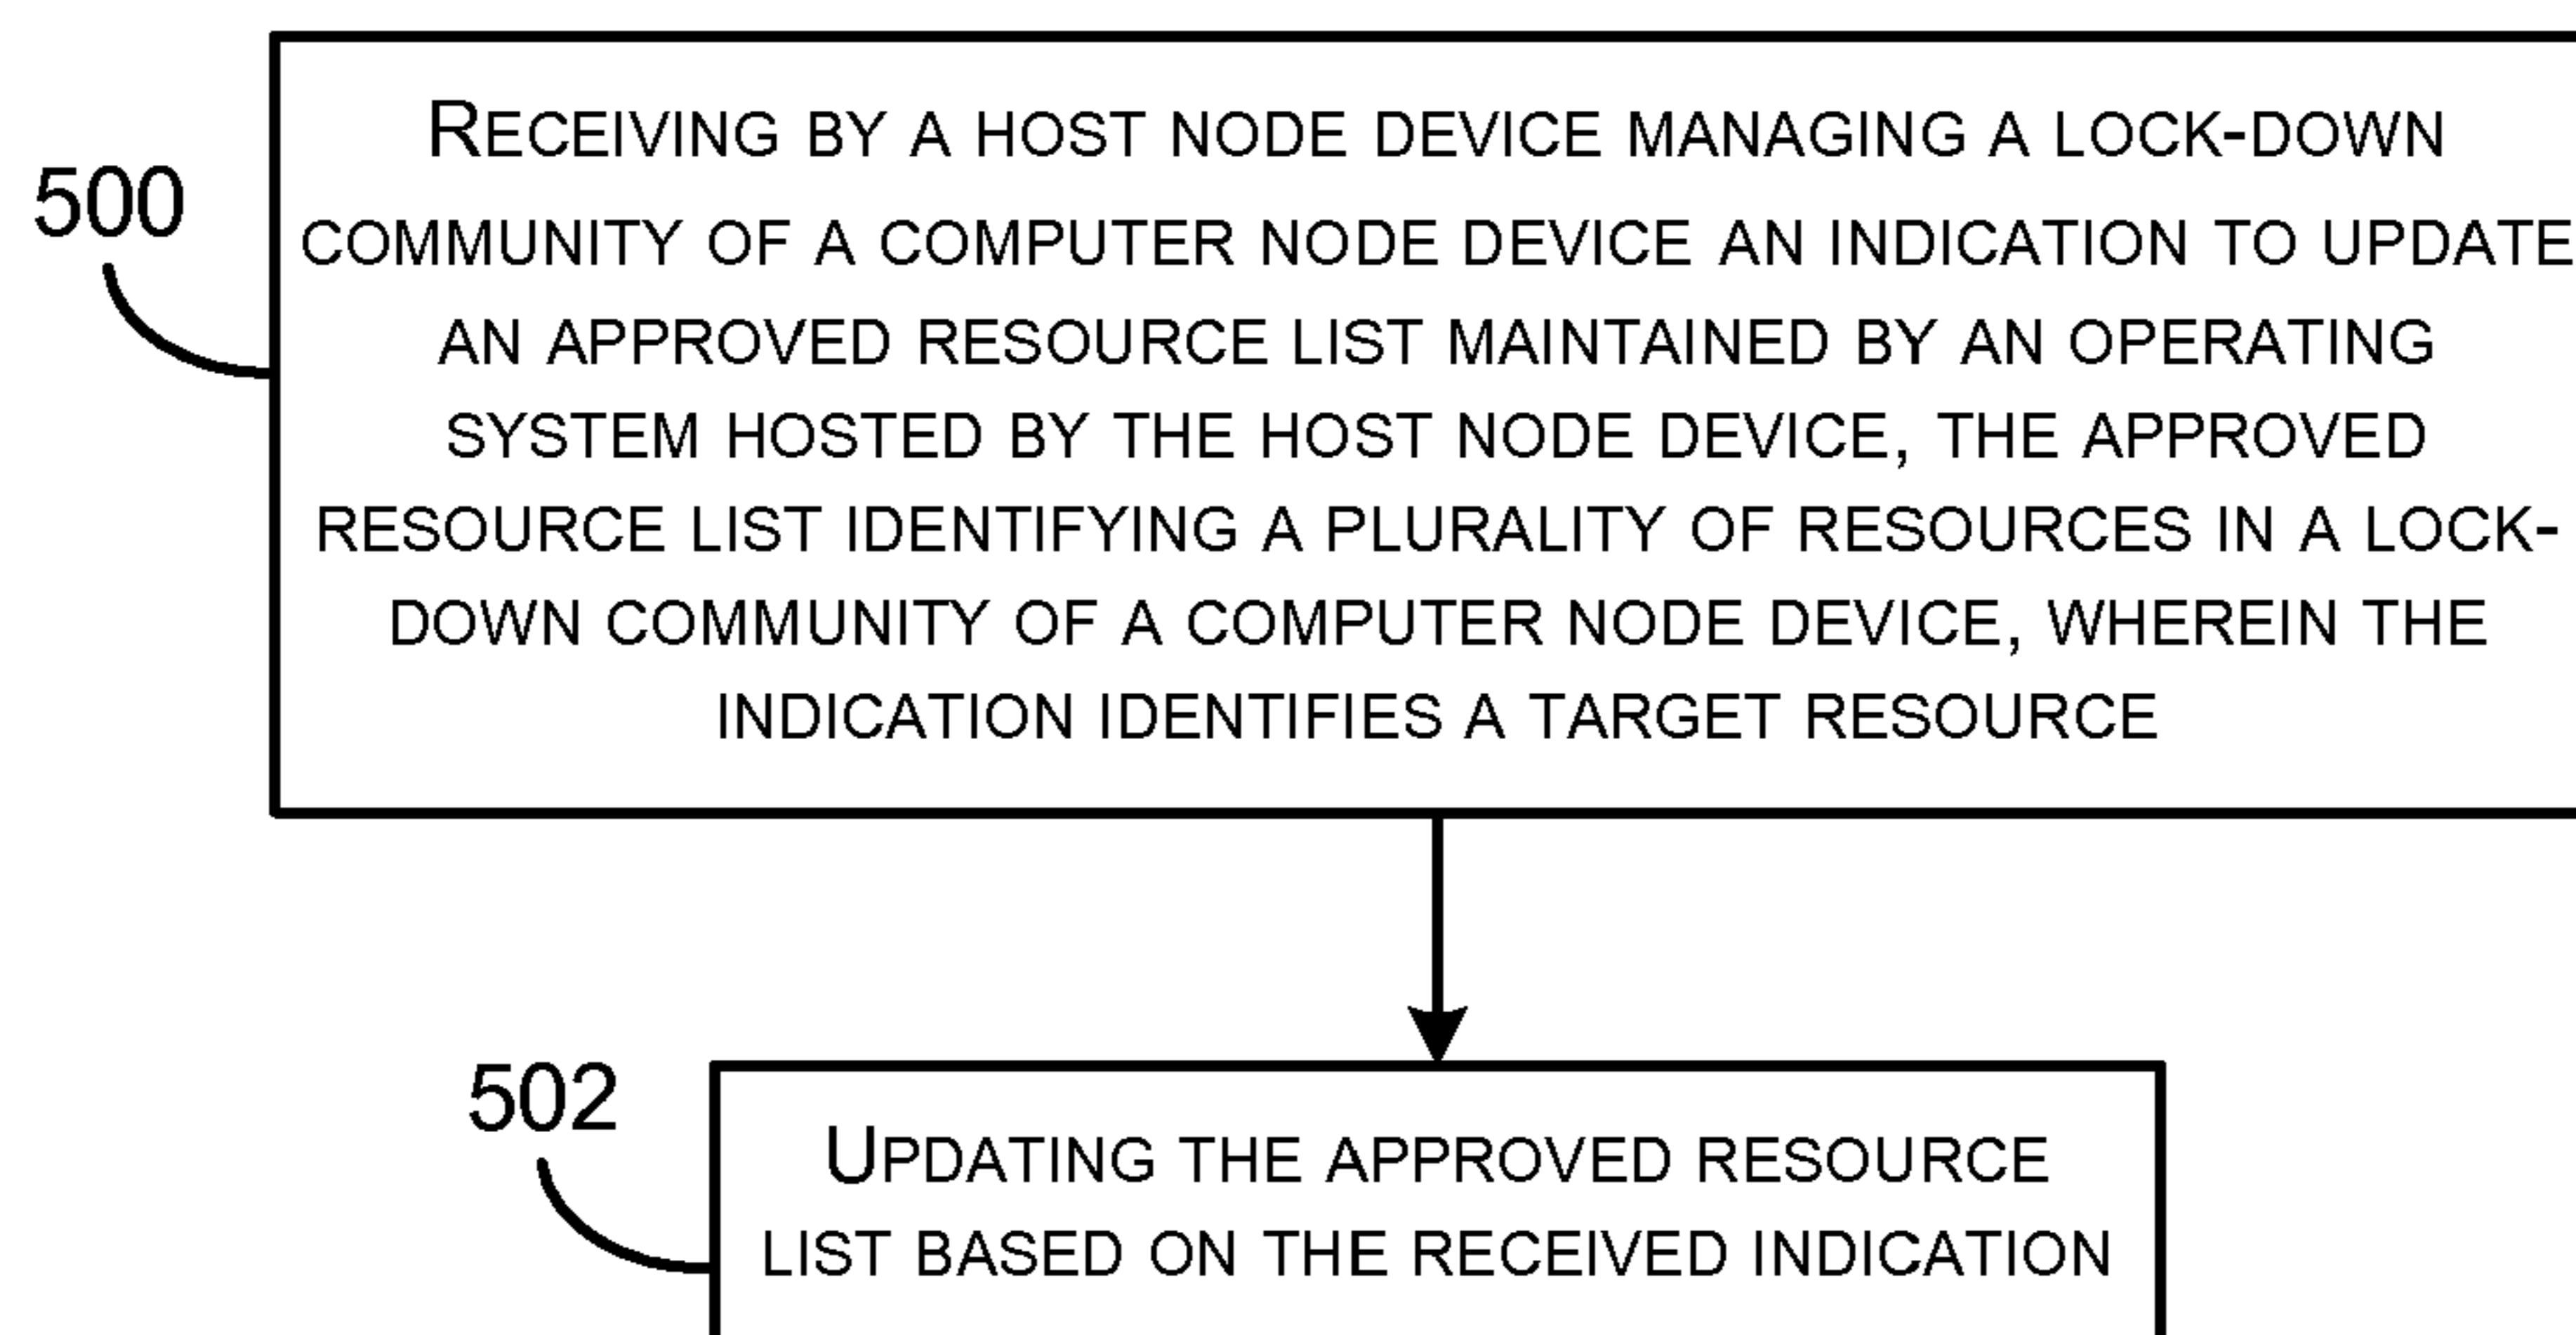 500
RECEIVING BY A HOST NODE DEVICE MANAGING A LOCK-DOWN
COMMUNITY OF A COMPUTER NODE DEVICE AN INDICATION TO UPDATE
AN APPROVED RESOURCE LIST MAINTAINED BY AN OPERATING
SYSTEM HOSTED BY THE HOST NODE DEVICE, THE APPROVED
RESOURCE LIST IDENTIFYING A PLURALITY OF RESOURCES IN A LOCK-
DOWN COMMUNITY OF A COMPUTER NODE DEVICE, WHEREIN THE
INDICATION IDENTIFIES A TARGET RESOURCE
502
UPDATING THE APPROVED RESOURCE
LIST BASED ON THE RECEIVED INDICATION